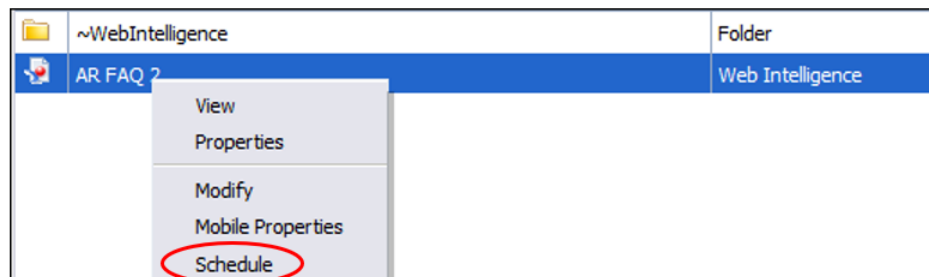 ~WebIntelligence Folder
AR FAQ 2 Web Intelligence
View
Properties
Modify
Mobile Properties
Schedule